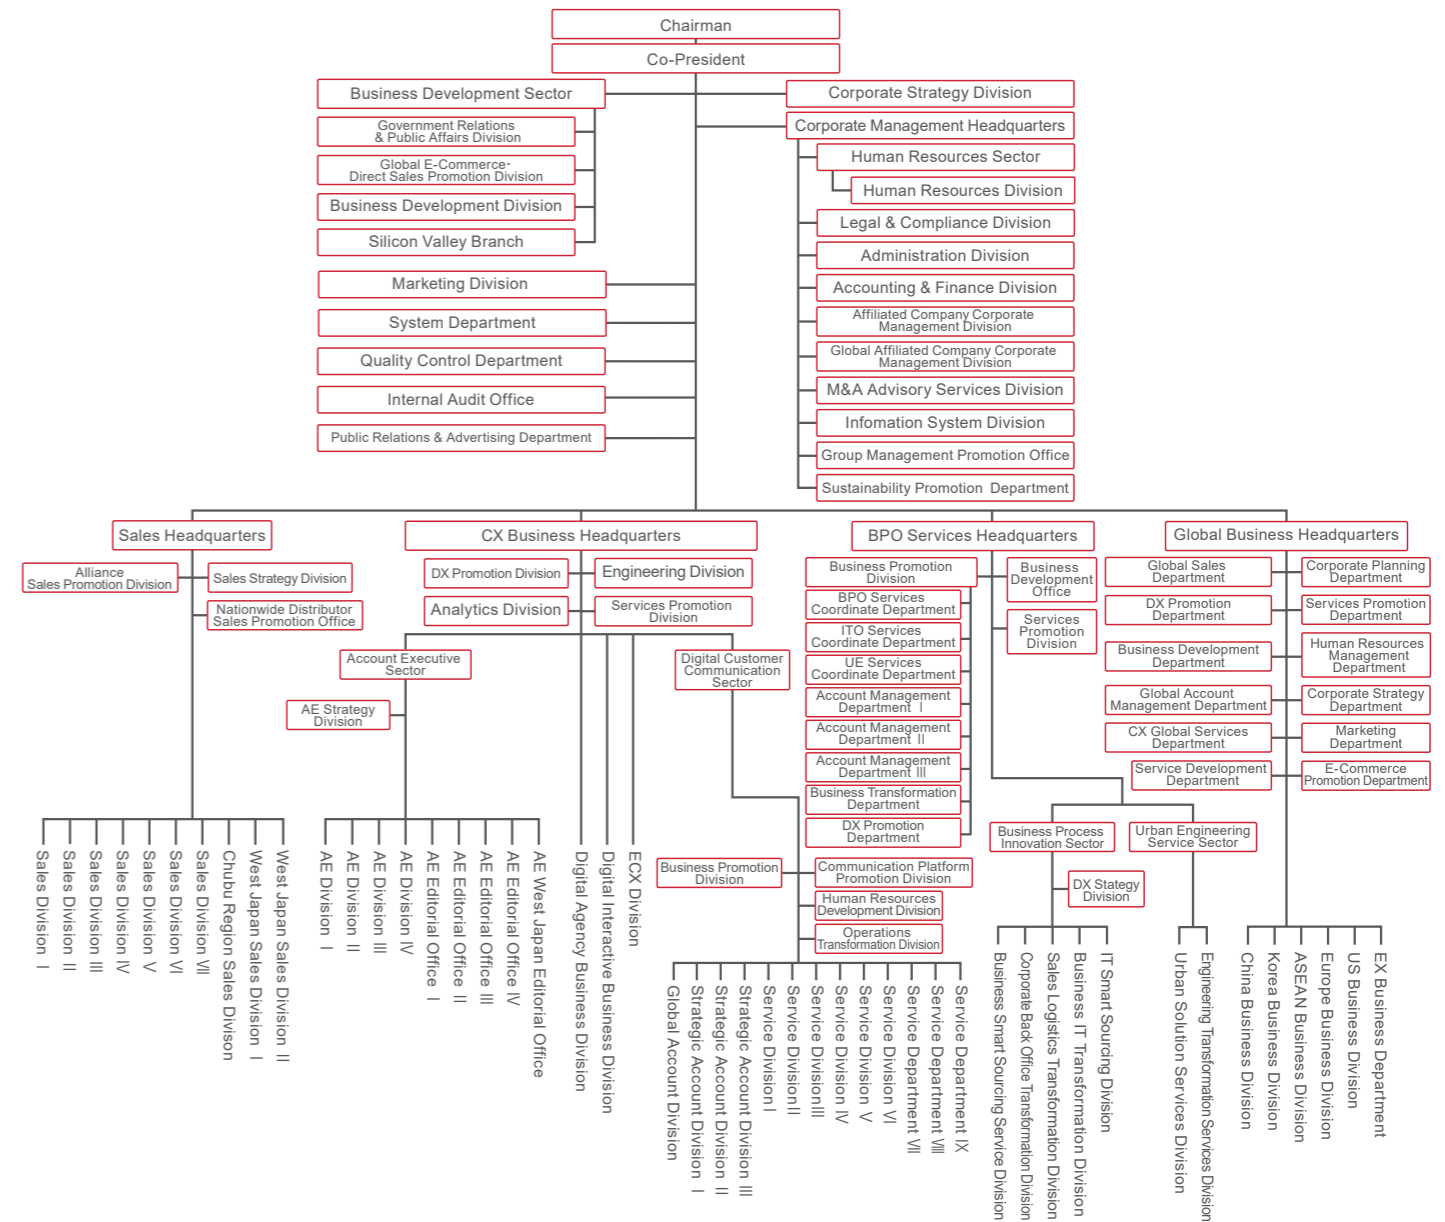 Chairman
Co-President
Business Development Sector
Government Relations
& Public Affairs Division
Global E-Commerce·
Direct Sales Promotion Division
Business Development Division
Silicon Valley Branch
Marketing Division
System Department
Quality Control Department
Internal Audit Office
Public Relations & Advertising Department
Corporate Strategy Division
Corporate Management Headquarters
Human Resources Sector
Human Resources Division
Legal & Compliance Division
Administration Division
Accounting & Finance Division
Affiliated Company Corporate
Management Division
Global Affiliated Company Corporate
Management Division
M&A Advisory Services Division
Infomation System Division
Group Management Promotion Office
Sustainability Promotion Department
Sales Headquarters
Alliance
Sales Promotion Division
Sales Strategy Division
Nationwide Distributor
Sales Promotion Office
Sales Division I
Sales Division II
Sales Division III
Sales Division IV
Sales Division V
Sales Division VI
Sales Division VII
Chubu Region Sales Divison
West Japan Sales Division I
West Japan Sales Division II
CX Business Headquarters
DX Promotion Division
Engineering Division
Analytics Division
Services Promotion
Division
Account Executive
Sector
AE Strategy
Division
AE Division I
AE Division II
AE Division III
AE Division IV
AE Editorial Office I
AE Editorial Office II
AE Editorial Office III
AE Editorial Office IV
AE West Japan Editorial Office
Digital Agency Business Division
Digital Interactive Business Division
ECX Division
Digital Customer
Communication
Sector
Business Promotion
Division
Communication Platform
Promotion Division
Human Resources
Development Division
Operations
Transformation Division
Global Account Division
Strategic Account Division I
Strategic Account Division II
Strategic Account Division III
Service Division I
Service Division II
Service Division III
Service Division IV
Service Division V
Service Division VI
Service Department VII
Service Department VIII
Service Department IX
BPO Services Headquarters
Business Promotion
Division
BPO Services
Coordinate Department
ITO Services
Coordinate Department
UE Services
Coordinate Department
Account Management
Department I
Account Management
Department II
Account Management
Department III
Business Transformation
Department
DX Promotion
Department
Business
Development
Office
Services
Promotion
Division
Business Process
Innovation Sector
DX Stategy
Division
Business Smart Sourcing Service Division
Corporate Back Office Transformation Division
Sales Logistics Transformation Division
Business IT Transformation Division
IT Smart Sourcing Division
Urban Engineering
Service Sector
Urban Solution Services Division
Engineering Transformation Services Division
Global Business Headquarters
Global Sales
Department
Corporate Planning
Department
DX Promotion
Department
Services Promotion
Department
Business Development
Department
Human Resources
Management
Department
Global Account
Management Department
Corporate Strategy
Department
CX Global Services
Department
Marketing
Department
Service Development
Department
E-Commerce
Promotion Department
China Business Division
Korea Business Division
ASEAN Business Division
Europe Business Division
US Business Division
EX Business Department